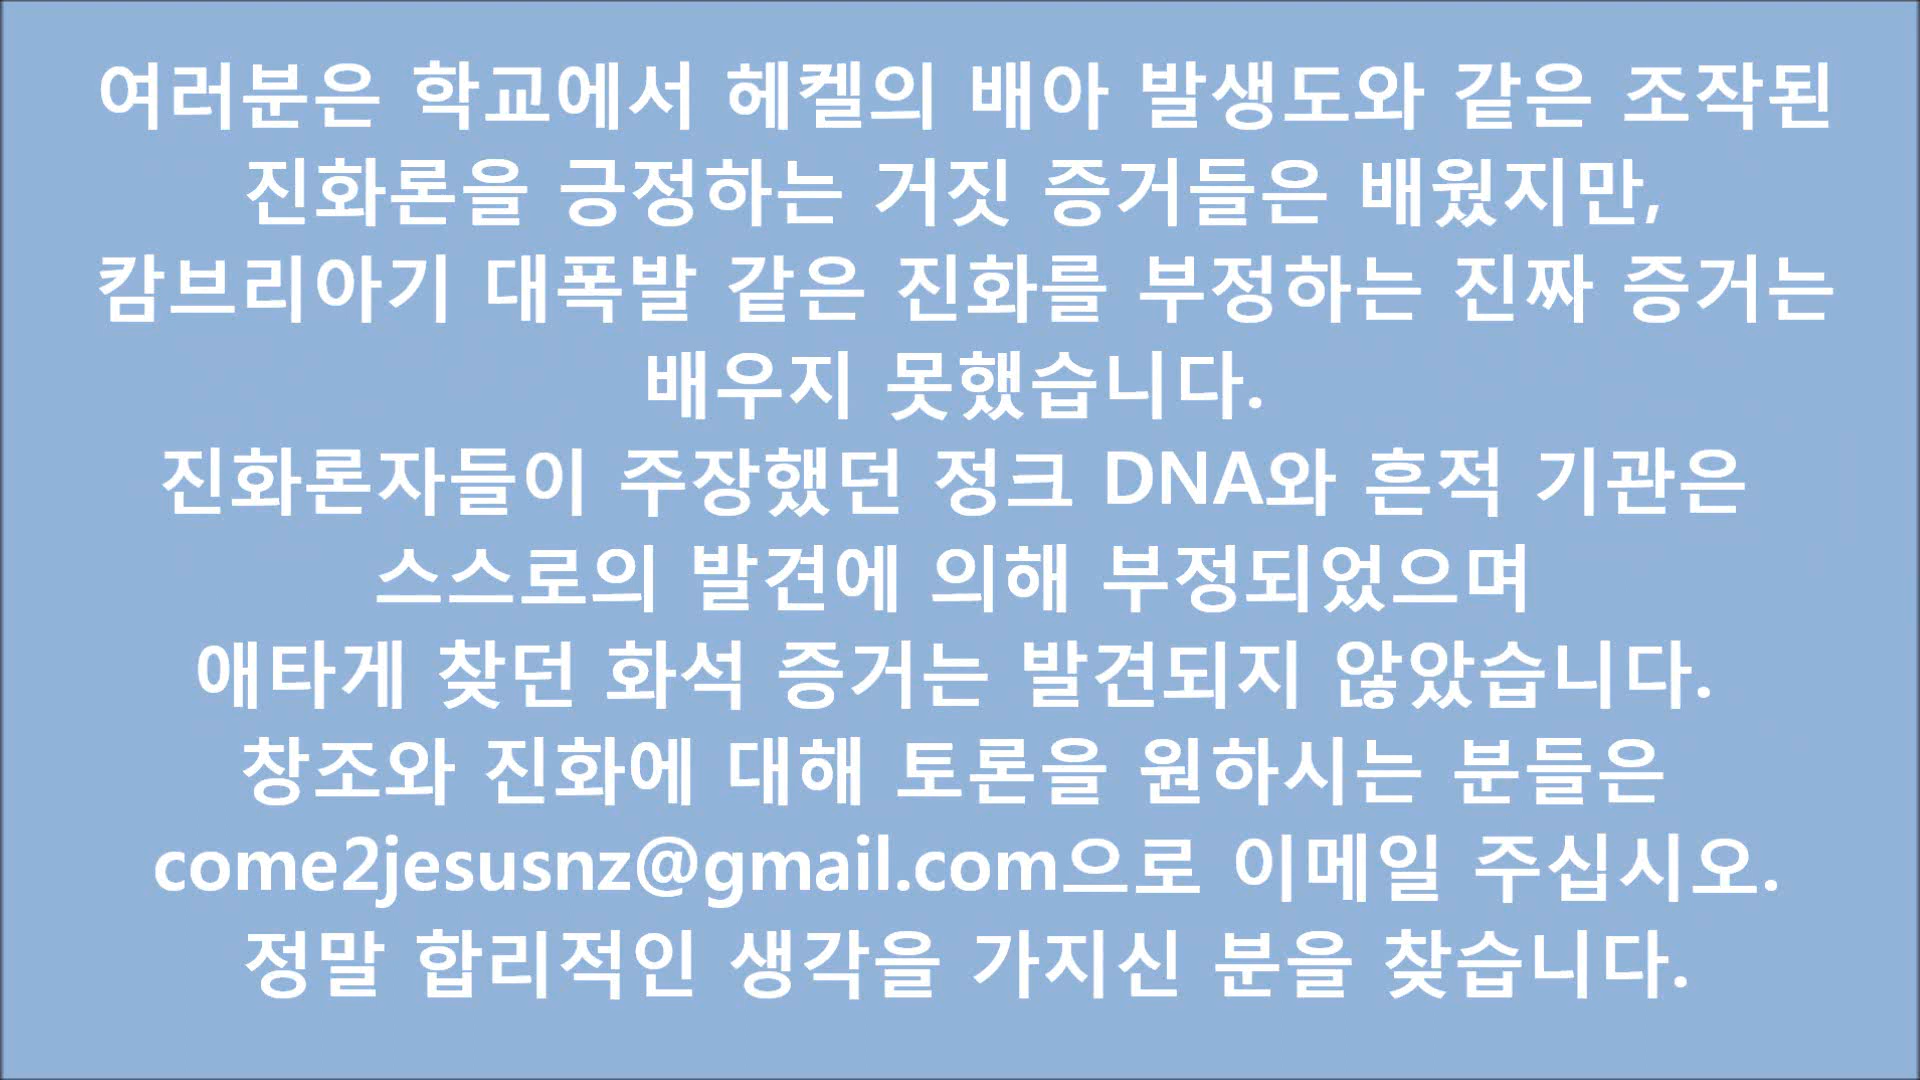 여러분은 학교에서 헤켈의 배아 발생도와 같은 조작된
진화론을 긍정하는 거짓 증거들은 배웠지만,
캄브리아기 대폭발 같은 진화를 부정하는 진짜 증거는
배우지 못했습니다.
진화론자들이 주장했던 정크 DNA와 흔적 기관은
스스로의 발견에 의해 부정되었으며
애타게 찾던 화석 증거는 발견되지 않았습니다.
창조와 진화에 대해 토론을 원하시는 분들은
come2jesusnz@gmail.com으로 이메일 주십시오.
정말 합리적인 생각을 가지신 분을 찾습니다.